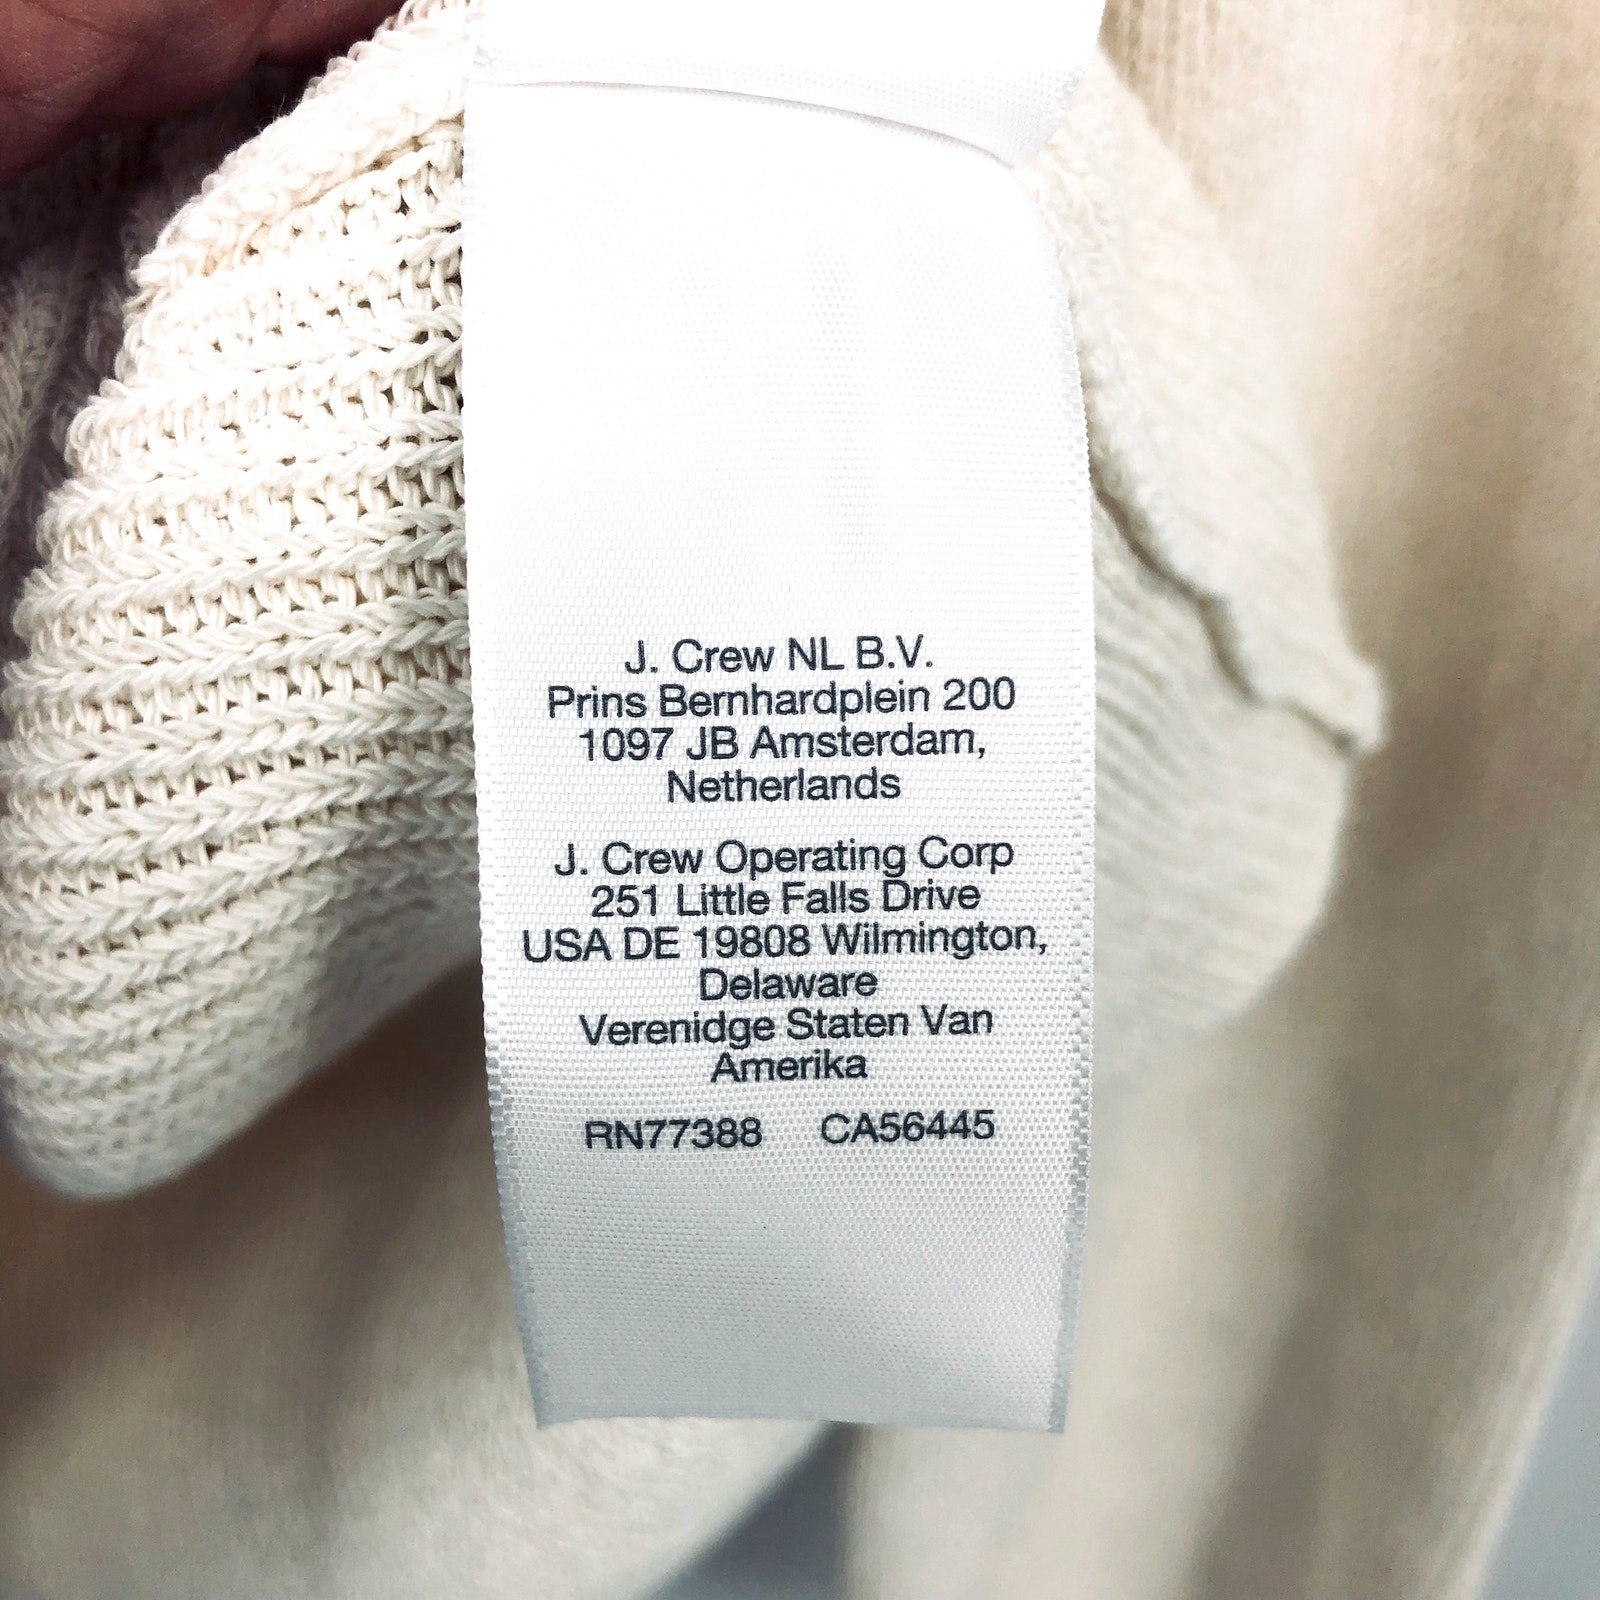 J. Crew NL B.V.
Prins Bernhardplein 200
1097 JB Amsterdam,
Netherlands
J. Crew Operating Corp
251 Little Falls Drive
USA DE 19808 Wilmington,
Delaware
Verenidge Staten Van
Amerika
RN77388 CA56445